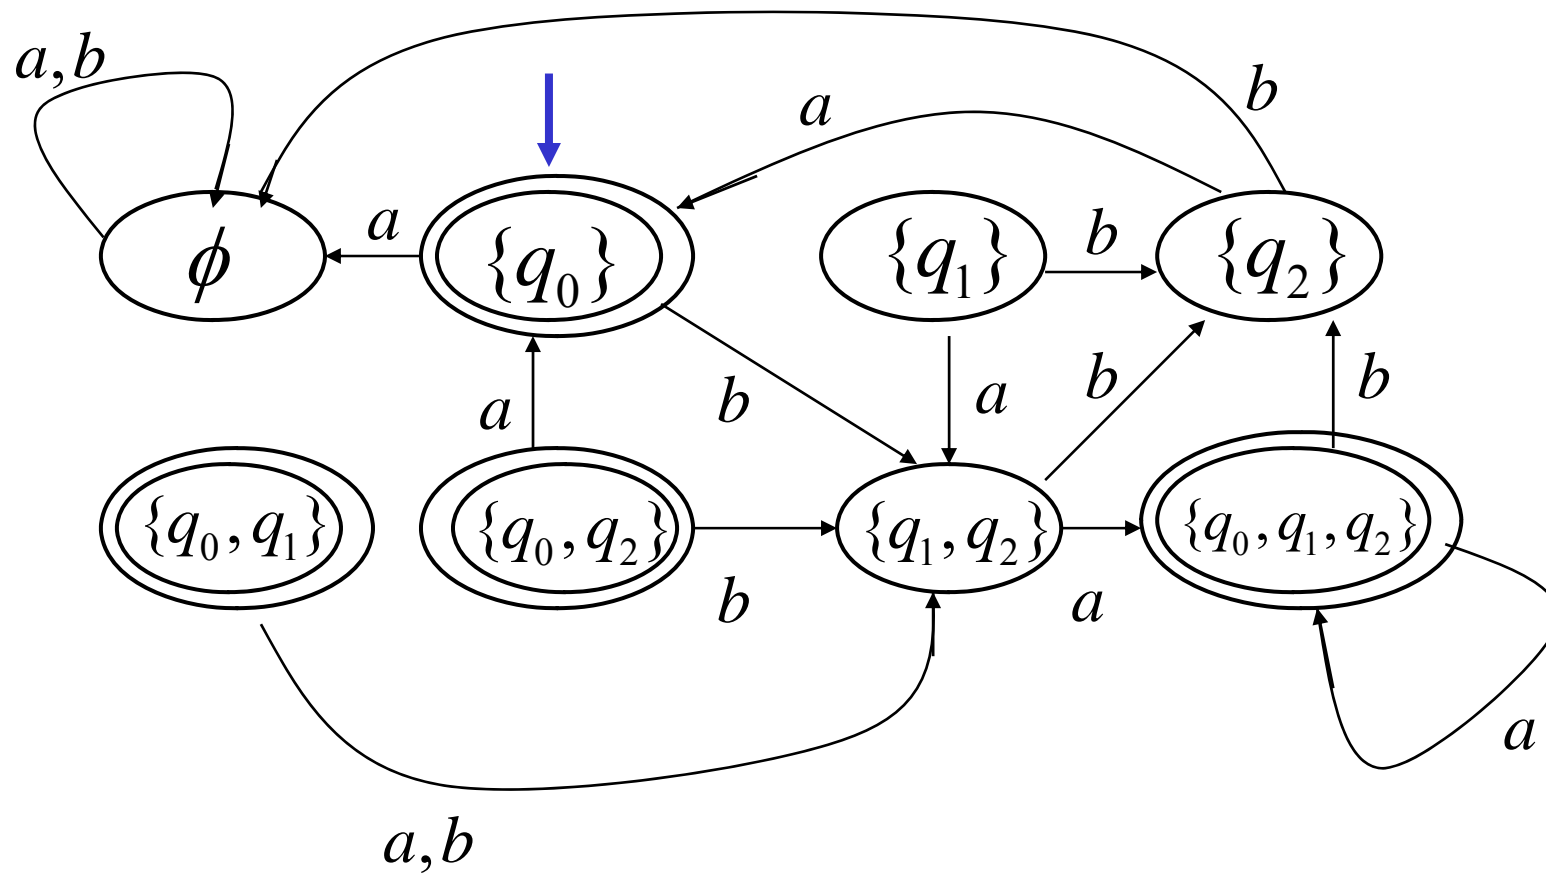 a,b
b
a
ϕ
a
{q₀}
{q₁}
b
{q₂}
a
b
a
b
b
{q₀,q₁}
{q₀,q₂}
b
{q₁,q₂}
a
{q₀,q₁,q₂}
a
a,b